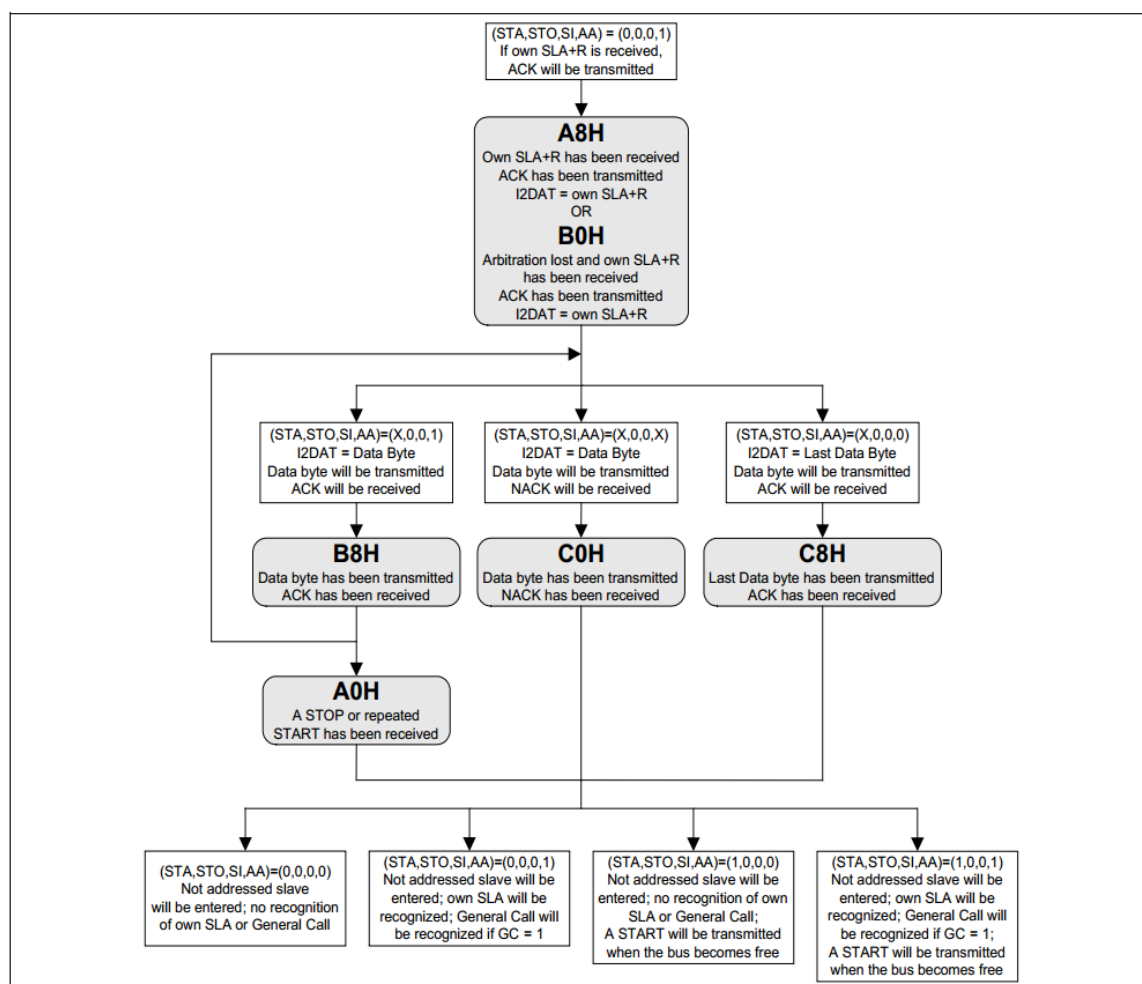 (STA,STO,SI,AA) = (0,0,0,1)
If own SLA+R is received,
ACK will be transmitted
A8H
Own SLA+R has been received
ACK has been transmitted
I2DAT = own SLA+R
OR
B0H
Arbitration lost and own SLA+R
has been received
ACK has been transmitted
I2DAT = own SLA+R
(STA,STO,SI,AA)=(X,0,0,1)
I2DAT = Data Byte
Data byte will be transmitted
ACK will be received
(STA,STO,SI,AA)=(X,0,0,X)
I2DAT = Data Byte
Data byte will be transmitted
NACK will be received
(STA,STO,SI,AA)=(X,0,0,0)
I2DAT = Last Data Byte
Data byte will be transmitted
ACK will be received
B8H
Data byte has been transmitted
ACK has been received
C0H
Data byte has been transmitted
NACK has been received
C8H
Last Data byte has been transmitted
ACK has been received
A0H
A STOP or repeated
START has been received
(STA,STO,SI,AA)=(0,0,0,0)
Not addressed slave
will be entered; no recognition
of own SLA or General Call
(STA,STO,SI,AA)=(0,0,0,1)
Not addressed slave will be
entered; own SLA will be
recognized; General Call will
be recognized if GC = 1
(STA,STO,SI,AA)=(1,0,0,0)
Not addressed slave will be
entered; no recognition of own
SLA or General Call;
A START will be transmitted
when the bus becomes free
(STA,STO,SI,AA)=(1,0,0,1)
Not addressed slave will be
entered; own SLA will be
recognized; General Call will
be recognized if GC = 1;
A START will be transmitted
when the bus becomes free